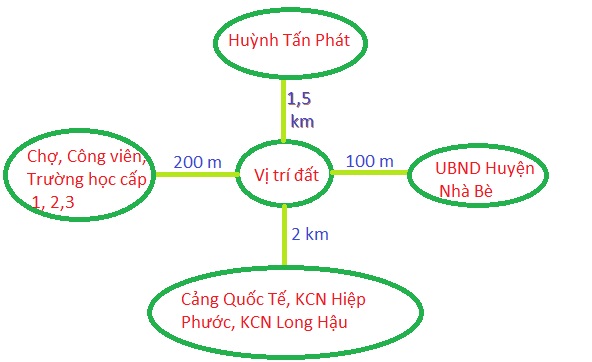 Huỳnh Tấn Phát
1,5
km
Chợ, Công viên,
Trường học cấp
1, 2,3
200 m
Vị trí đất
100 m
UBND Huyện
Nhà Bè
2 km
Cảng Quốc Tế, KCN Hiệp
Phước, KCN Long Hậu